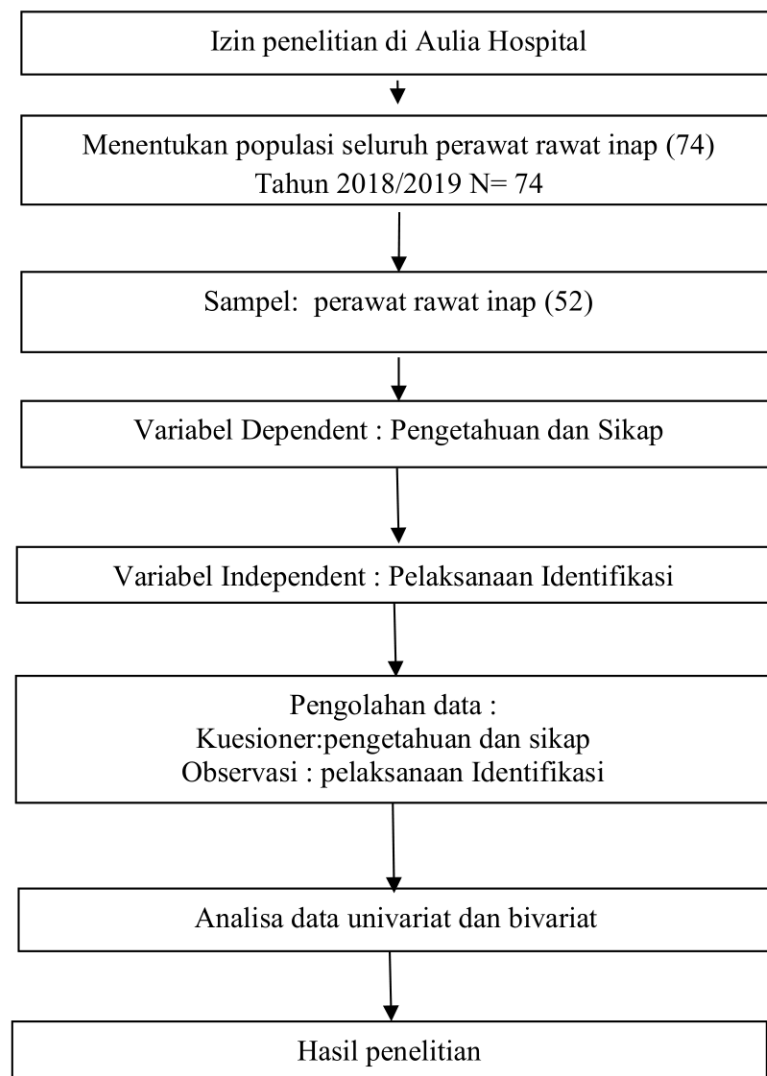 Izin penelitian di Aulia Hospital
Menentukan populasi seluruh perawat rawat inap (74)
Tahun 2018/2019 N= 74
Sampel:  perawat rawat inap (52)
Variabel Dependent : Pengetahuan dan Sikap
Variabel Independent : Pelaksanaan Identifikasi
Pengolahan data :
Kuesioner:pengetahuan dan sikap
Observasi : pelaksanaan Identifikasi
Analisa data univariat dan bivariat
Hasil penelitian